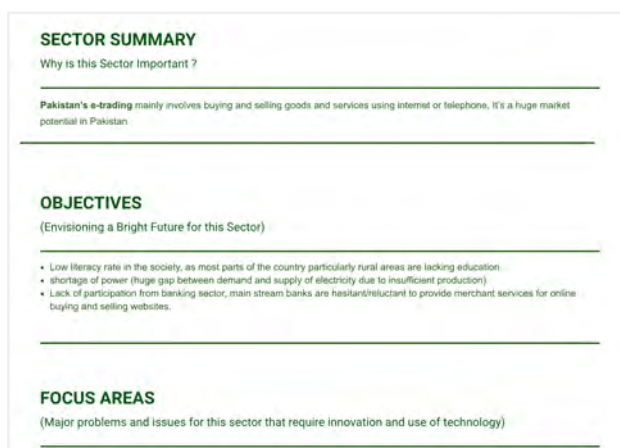 SECTOR SUMMARY
Why is this Sector Important ?
Pakistan's e-trading mainly involves buying and selling goods and services using internet or telephone. It's a huge market
potential in Pakistan
OBJECTIVES
(Envisioning a Bright Future for this Sector)
• Low literacy rate in the society, as most parts of the country particularly rural areas are lacking education
• shortage of power (huge gap between demand and supply of electricity due to insufficient production)
• Lack of participation from banking sector, main stream banks are hesitant/reluctant to provide merchant services for online
buying and selling websites.
FOCUS AREAS
(Major problems and issues for this sector that require innovation and use of technology)